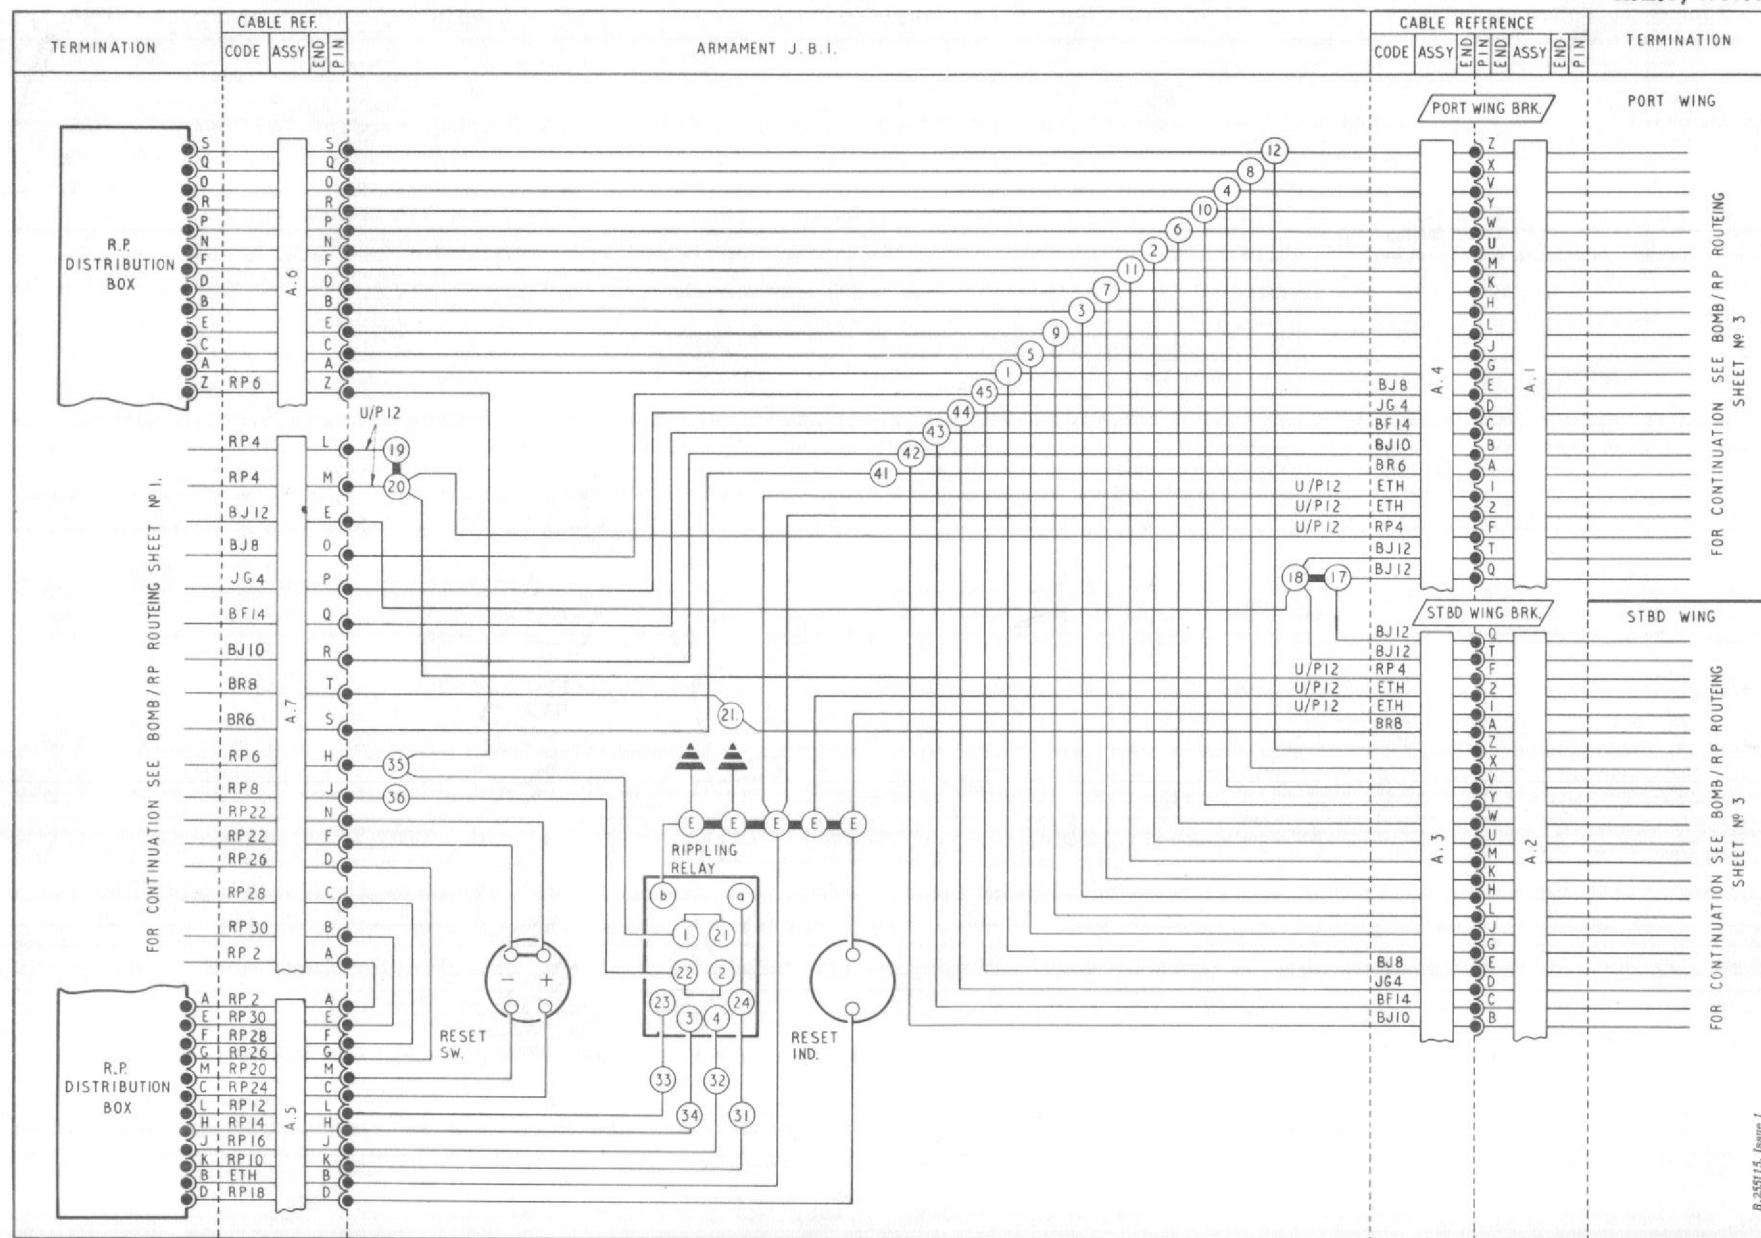 CABLE REF.
CABLE REFERENCE
TERMINATION
CODE
ASSY
END
PIN
ARMAMENT J.B.1.
CODE
ASSY
END
PIN
END
ASSY
END
PIN
TERMINATION
PORT WING BRK.
PORT WING
R.P.
DISTRIBUTION
BOX
S
Q
O
R
P
N
F
D
B
E
C
A
Z RP6
A.6
S
Q
O
R
P
N
F
D
B
E
C
A
Z
12
8
4
10
6
2
11
7
3
9
5
1
45
44
43
42
41
A.4
Z
X
V
Y
W
U
M
K
H
L
J
G
BJ8 E
JG4 D
BF14 C
BJ10 B
BR6 A
U/P12 ETH 1
U/P12 ETH 2
U/P12 RP4 F
BJ12 T
BJ12 Q
A.1
FOR CONTINUATION SEE BOMB/RP ROUTEING
SHEET Nº 3
U/P12
FOR CONTINUATION SEE BOMB/RP ROUTEING SHEET Nº 1.
RP4 L 19
RP4 M 20
BJ12 E
BJ8 O
JG4 P
BF14 Q
BJ10 R
BR8 T
BR6 S
RP6 H 35
RP8 J 36
RP22 N
RP22 F
RP26 D
RP28 C
RP30 B
RP2 A
A.7
18 17
21.
STBD WING BRK.
STBD WING
BJ12 Q
BJ12 T
U/P12 RP4 F
U/P12 ETH 2
U/P12 ETH 1
BR8 A
Z
X
V
Y
W
U
M
K
H
L
J
G
BJ8 E
JG4 D
BF14 C
BJ10 B
A.3
A.2
FOR CONTINUATION SEE BOMB/RP ROUTEING
SHEET Nº 3
E E E E E
RIPPLING
RELAY
b a
1 21
22 2
23 24
3 4
33 32
34 31
RESET
SW.
- +
RESET
IND.
R.P.
DISTRIBUTION
BOX
A RP2 A
E RP30 E
F RP28 F
G RP26 G
M RP20 M
C RP24 C
L RP12 L
H RP14 H
J RP16 J
K RP10 K
B ETH B
D RP18 D
A.5
B.255115. Issue 1